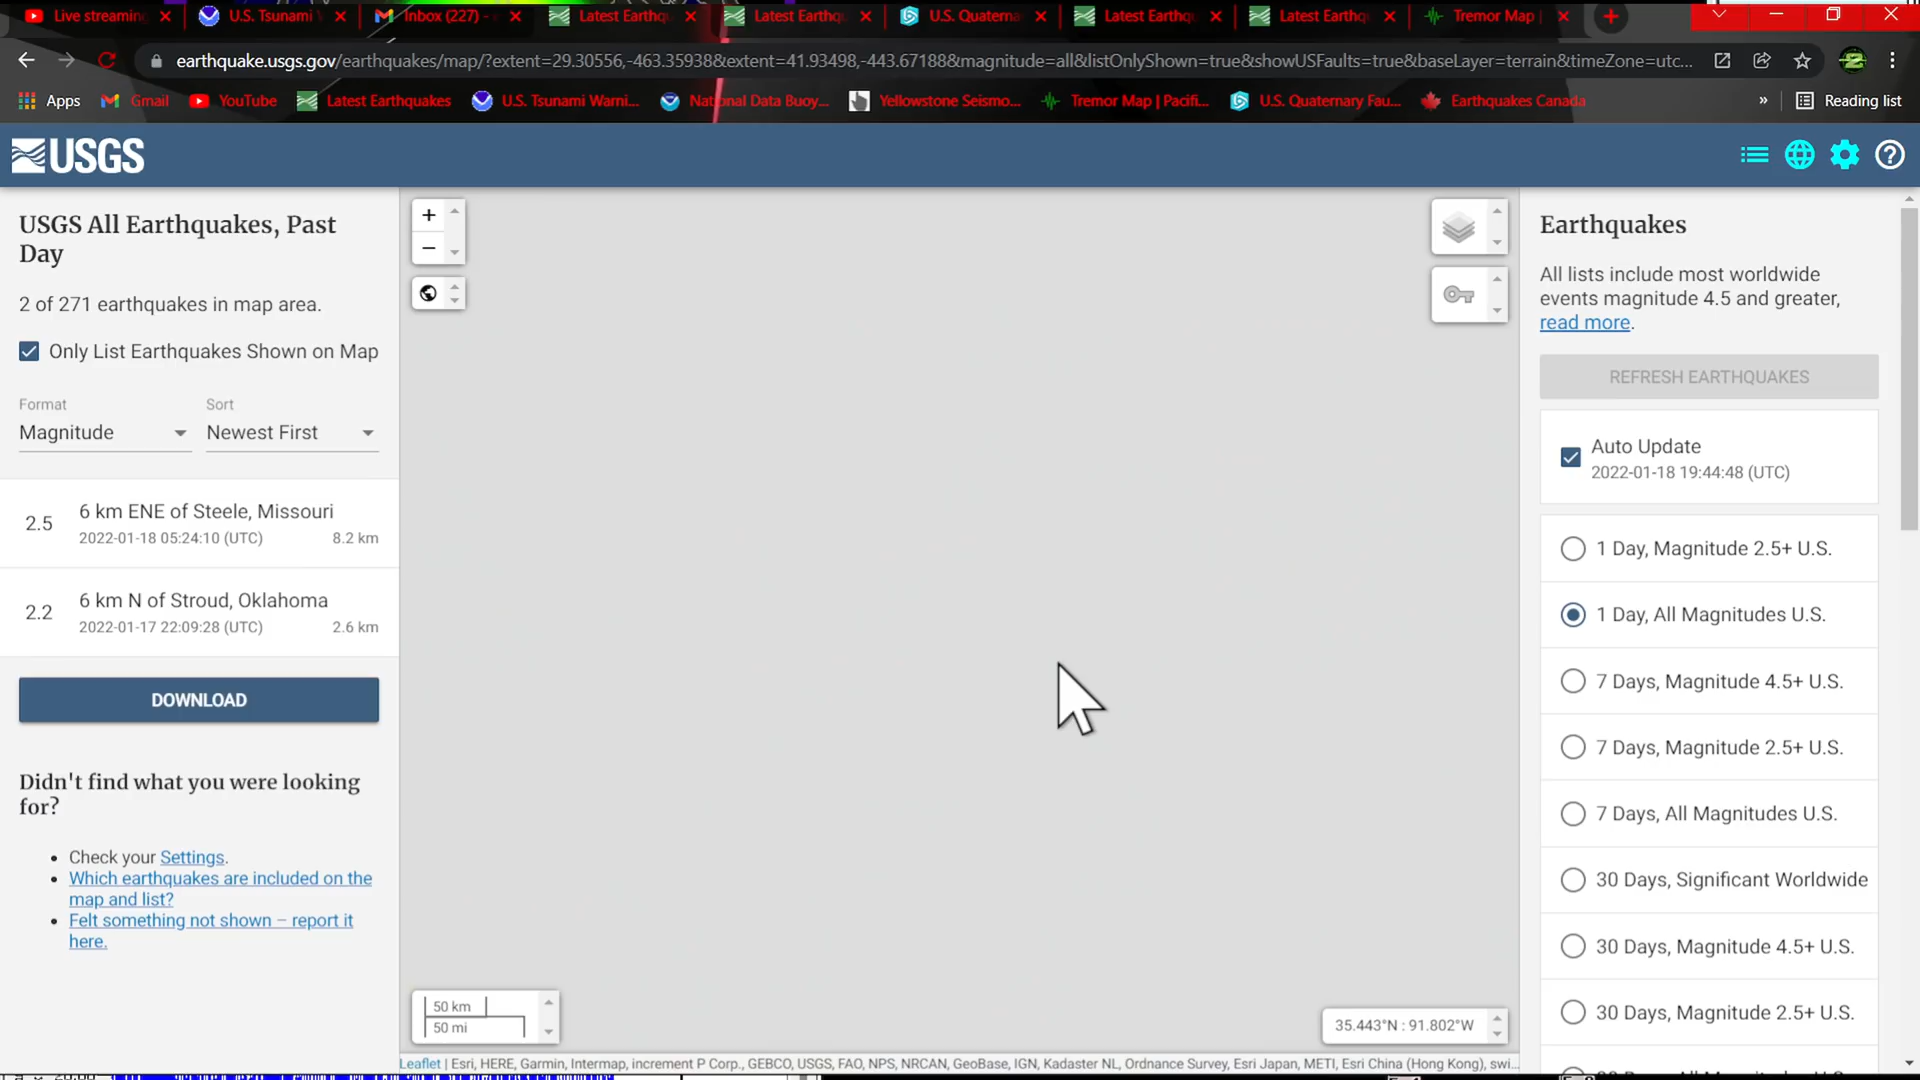 Live streaming
U.S. Tsunami
Inbox (227) -
Latest Earthqu
Latest Earthqu
U.S. Quaterna
Latest Earthqu
Latest Earthqu
Tremor Map |
earthquake.usgs.gov/earthquakes/map/?extent=29.30556,-463.35938&extent=41.93498,-443.67188&magnitude=all&listOnlyShown=true&showUSFaults=true&baseLayer=terrain&timeZone=utc...
Apps
Gmail
YouTube
Latest Earthquakes
U.S. Tsunami Warni...
National Data Buoy...
Yellowstone Seismo...
Tremor Map | Pacifi...
U.S. Quaternary Fau...
Earthquakes Canada
»
Reading list
USGS
USGS All Earthquakes, Past
Day
2 of 271 earthquakes in map area.
Only List Earthquakes Shown on Map
Format
Sort
Magnitude
Newest First
2.5
6 km ENE of Steele, Missouri
2022-01-18 05:24:10 (UTC)
8.2 km
2.2
6 km N of Stroud, Oklahoma
2022-01-17 22:09:28 (UTC)
2.6 km
DOWNLOAD
Didn't find what you were looking
for?
• Check your Settings.
• Which earthquakes are included on the
map and list?
• Felt something not shown – report it
here.
+
−
50 km
50 mi
35.443°N : 91.802°W
Leaflet | Esri, HERE, Garmin, Intermap, increment P Corp., GEBCO, USGS, FAO, NPS, NRCAN, GeoBase, IGN, Kadaster NL, Ordnance Survey, Esri Japan, METI, Esri China (Hong Kong), swi...
Earthquakes
All lists include most worldwide
events magnitude 4.5 and greater,
read more.
REFRESH EARTHQUAKES
Auto Update
2022-01-18 19:44:48 (UTC)
1 Day, Magnitude 2.5+ U.S.
1 Day, All Magnitudes U.S.
7 Days, Magnitude 4.5+ U.S.
7 Days, Magnitude 2.5+ U.S.
7 Days, All Magnitudes U.S.
30 Days, Significant Worldwide
30 Days, Magnitude 4.5+ U.S.
30 Days, Magnitude 2.5+ U.S.